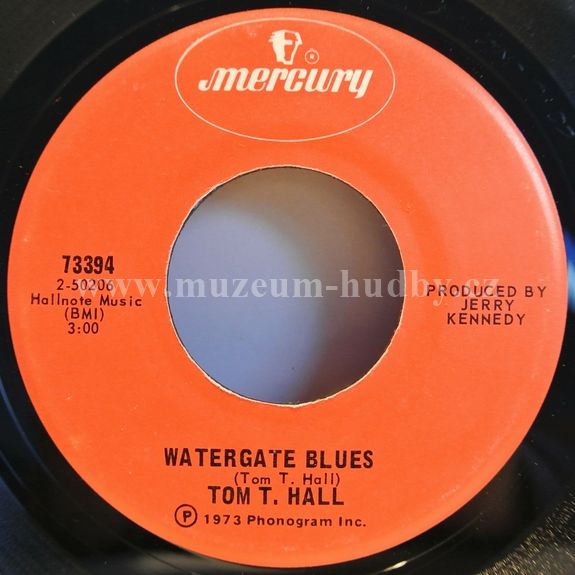 mercury
73394
2-50206
Hallnote Music
(BMI)
3:00
PRODUCED BY
JERRY
KENNEDY
www.muzeum-hudby.cz
WATERGATE BLUES
(Tom T. Hall)
TOM T. HALL
Ⓟ 1973 Phonogram Inc.